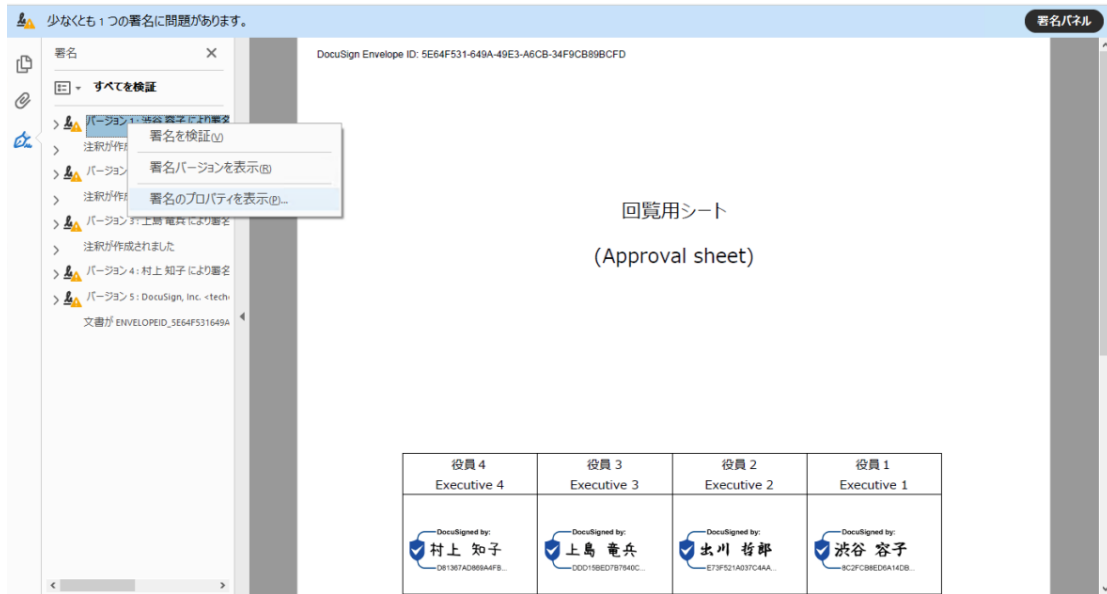 少なくとも 1 つの署名に問題があります。
署名パネル
署名
すべてを検証
バージョン 1 : 渋谷 容子 により署名
注釈が作
バージョン
注釈が作
バージョン 3 : 上島 竜兵 により署名
注釈が作成されました
バージョン 4 : 村上 知子 により署名
バージョン 5 : DocuSign, Inc. <tech
文書が ENVELOPEID_5E64F531649A
署名を検証(V)
署名バージョンを表示(R)
署名のプロパティを表示(P)...
DocuSign Envelope ID: 5E64F531-649A-49E3-A6CB-34F9CB89BCFD
回覧用シート
(Approval sheet)
役員 4 役員 3 役員 2 役員 1
Executive 4 Executive 3 Executive 2 Executive 1
DocuSigned by: DocuSigned by: DocuSigned by: DocuSigned by:
村上 知子 上島 竜兵 出川 哲郎 渋谷 容子
D81367AD869A4FB... DDD15BED7B7640C... E73F521A037C4AA... 8C2FCB8ED6A14DB...